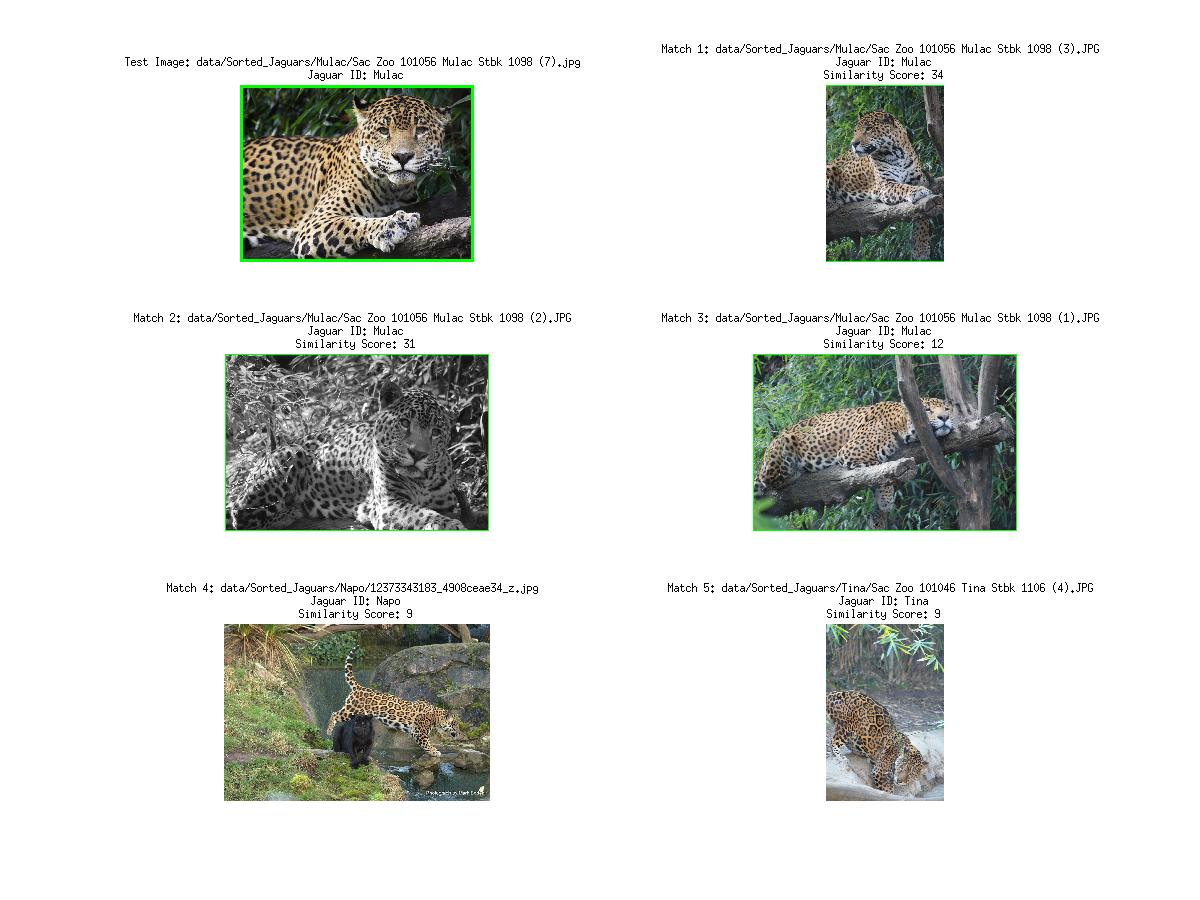 Test Image: data/Sorted_Jaguars/Mulac/Sac Zoo 101056 Mulac Stbk 1098 (7).jpg
Jaguar ID: Mulac
Match 1: data/Sorted_Jaguars/Mulac/Sac Zoo 101056 Mulac Stbk 1098 (3).JPG
Jaguar ID: Mulac
Similarity Score: 34
Match 2: data/Sorted_Jaguars/Mulac/Sac Zoo 101056 Mulac Stbk 1098 (2).JPG
Jaguar ID: Mulac
Similarity Score: 31
Match 3: data/Sorted_Jaguars/Mulac/Sac Zoo 101056 Mulac Stbk 1098 (1).JPG
Jaguar ID: Mulac
Similarity Score: 12
Match 4: data/Sorted_Jaguars/Napo/12373343183_4908ceae34_z.jpg
Jaguar ID: Napo
Similarity Score: 9
Match 5: data/Sorted_Jaguars/Tina/Sac Zoo 101046 Tina Stbk 1106 (4).JPG
Jaguar ID: Tina
Similarity Score: 9